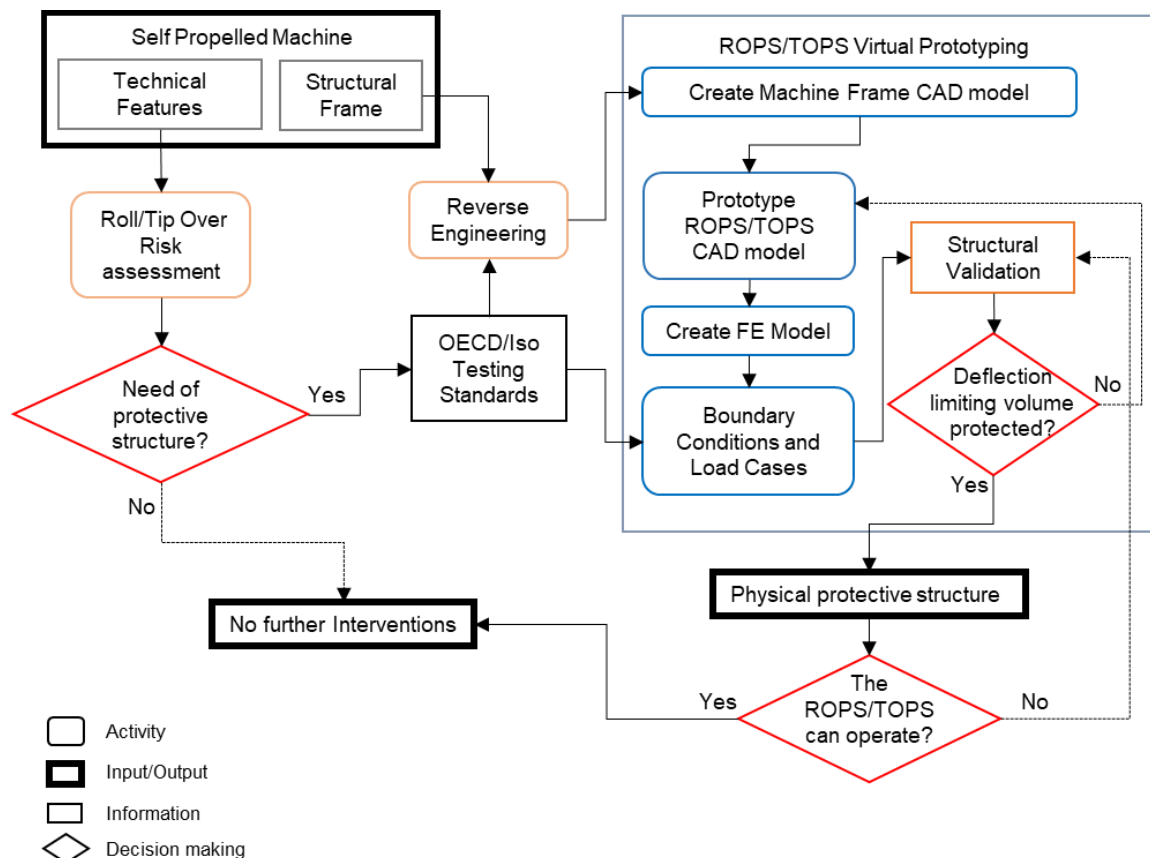 Self Propelled Machine
Technical
Features
Structural
Frame
ROPS/TOPS Virtual Prototyping
Create Machine Frame CAD model
Roll/Tip Over
Risk
assessment
Reverse
Engineering
Prototype
ROPS/TOPS
CAD model
Structural
Validation
Create FE Model
OECD/Iso
Testing
Standards
Need of
protective
structure?
Yes
No
Boundary
Conditions and
Load Cases
Deflection
limiting volume
protected?
No
Yes
Physical protective structure
No further Interventions
The
ROPS/TOPS
can operate?
Yes
No
Activity
Input/Output
Information
Decision making